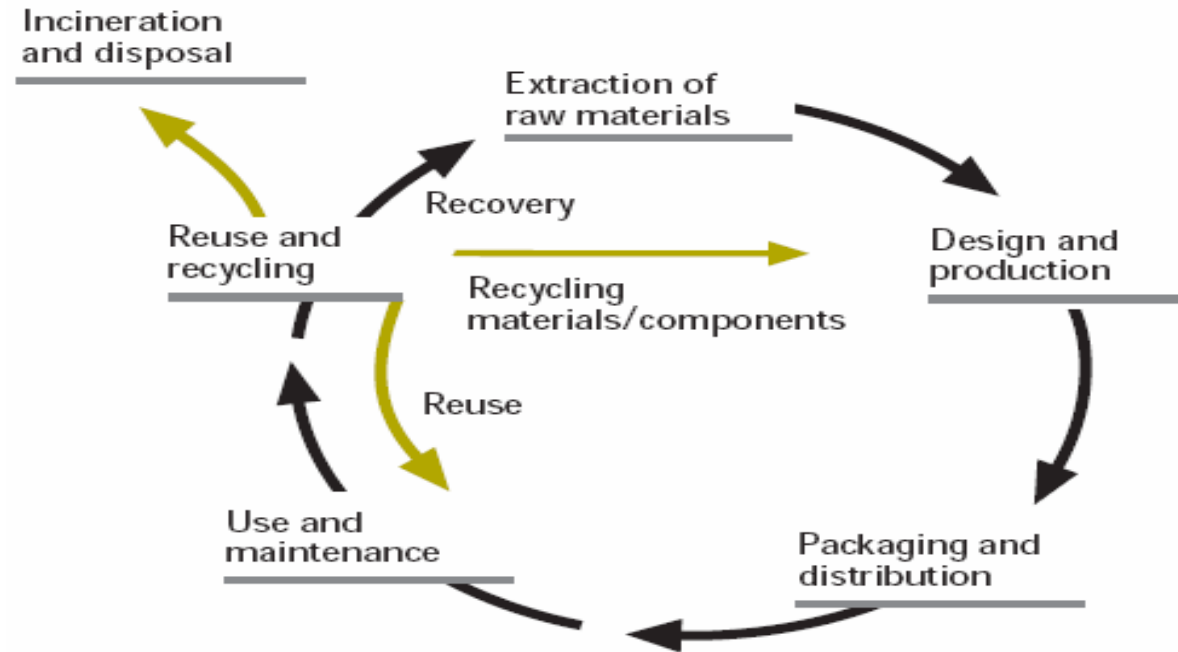 Incineration
and disposal
Extraction of
raw materials
Recovery
Reuse and
recycling
Design and
production
Recycling
materials/components
Reuse
Use and
maintenance
Packaging and
distribution